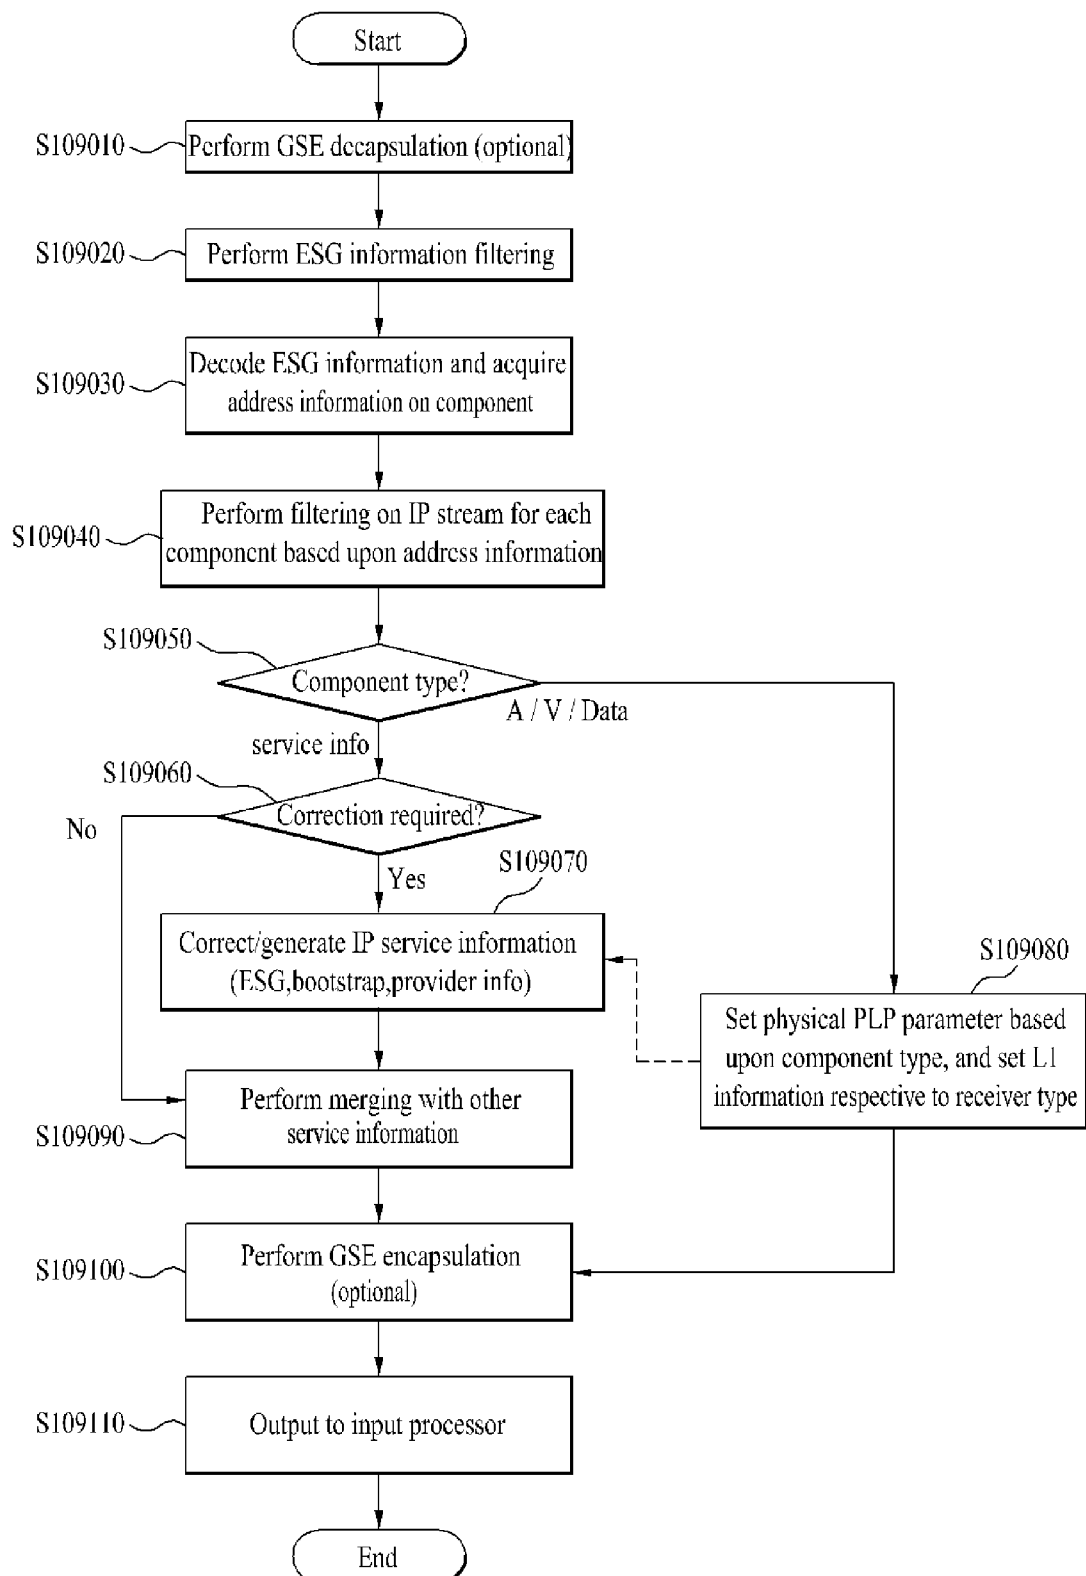 Start
S109010
Perform GSE decapsulation (optional)
S109020
Perform ESG information filtering
S109030
Decode ESG information and acquire
address information on component
S109040
Perform filtering on IP stream for each
component based upon address information
S109050
Component type?
A / V / Data
service info
S109060
Correction required?
No
Yes
S109070
Correct/generate IP service information
(ESG,bootstrap,provider info)
S109080
Set physical PLP parameter based
upon component type, and set L1
information respective to receiver type
S109090
Perform merging with other
service information
S109100
Perform GSE encapsulation
(optional)
S109110
Output to input processor
End